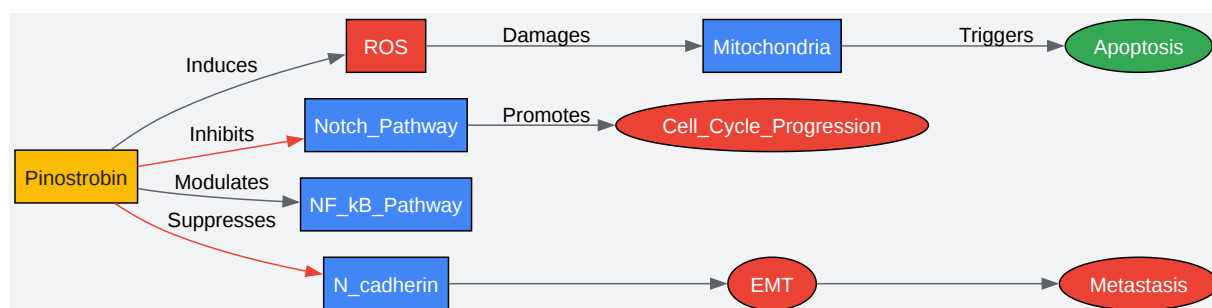 ROS
Damages
Mitochondria
Triggers
Apoptosis
Induces
Notch_Pathway
Promotes
Cell_Cycle_Progression
Inhibits
Pinostrobin
Modulates
NF_kB_Pathway
Suppresses
N_cadherin
EMT
Metastasis